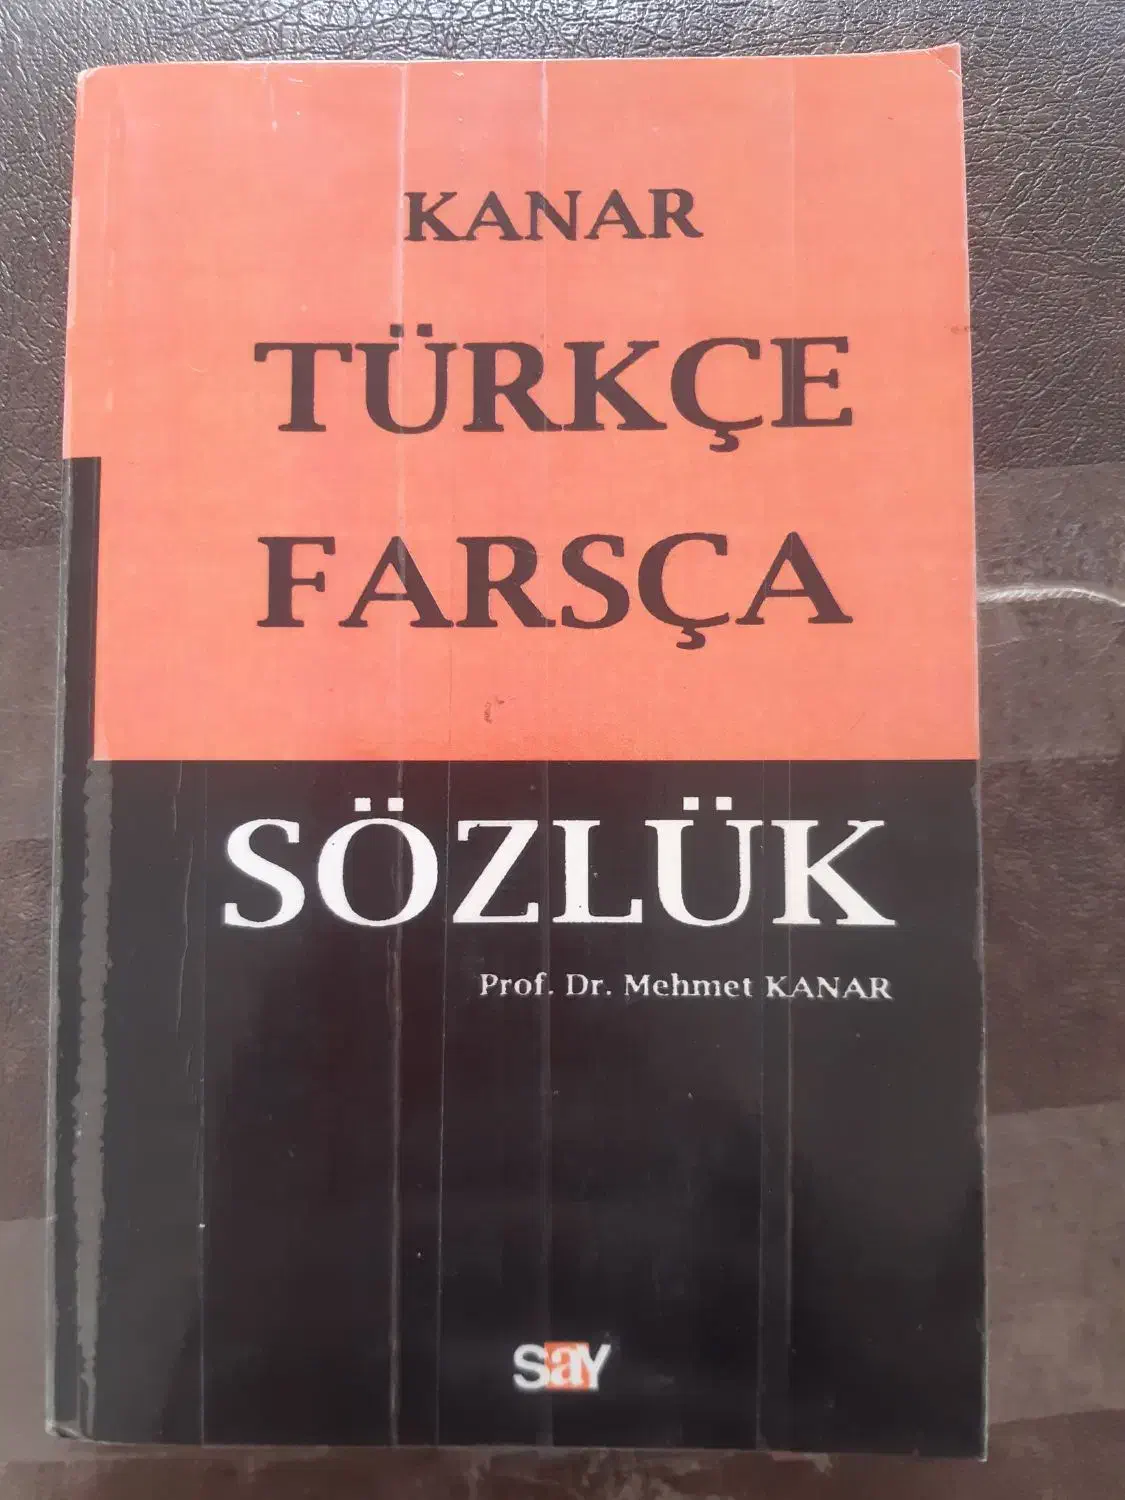 KANAR
TÜRKÇE
FARSÇA
SÖZLÜK
Prof. Dr. Mehmet KANAR
SaY